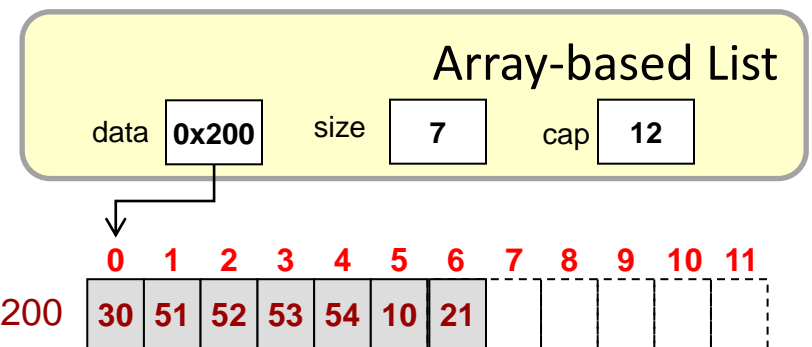 Array-based List
data 0x200 size 7 cap 12
0 1 2 3 4 5 6 7 8 9 10 11
200 30 51 52 53 54 10 21